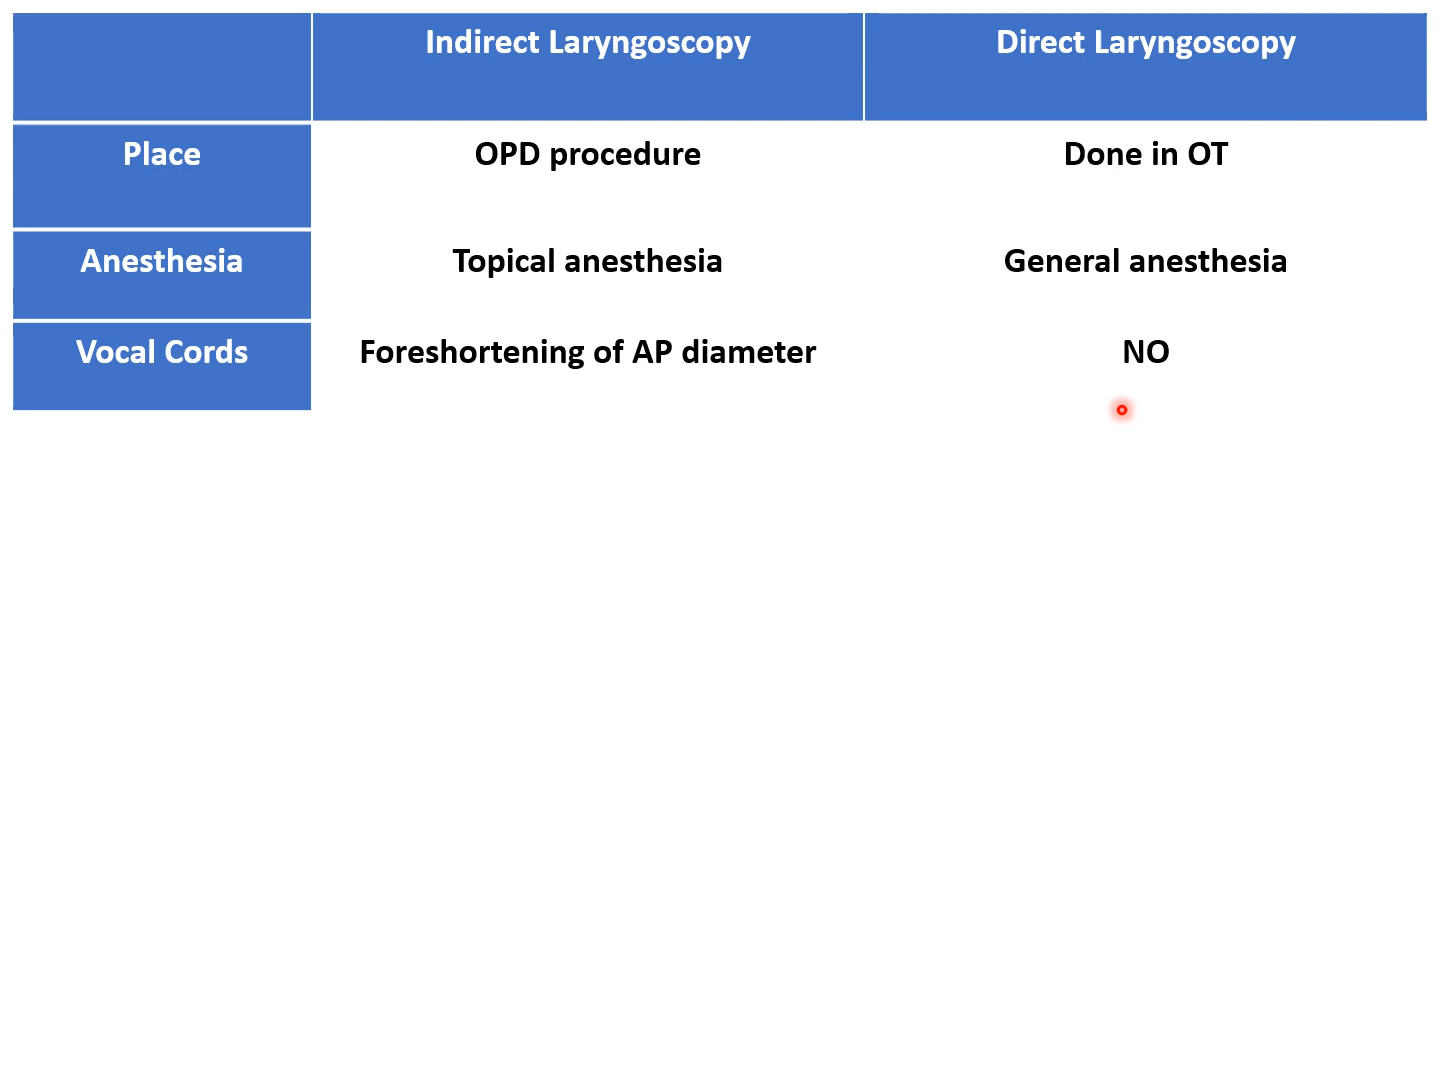 Indirect Laryngoscopy
Direct Laryngoscopy
Place
OPD procedure
Done in OT
Anesthesia
Topical anesthesia
General anesthesia
Vocal Cords
Foreshortening of AP diameter
NO